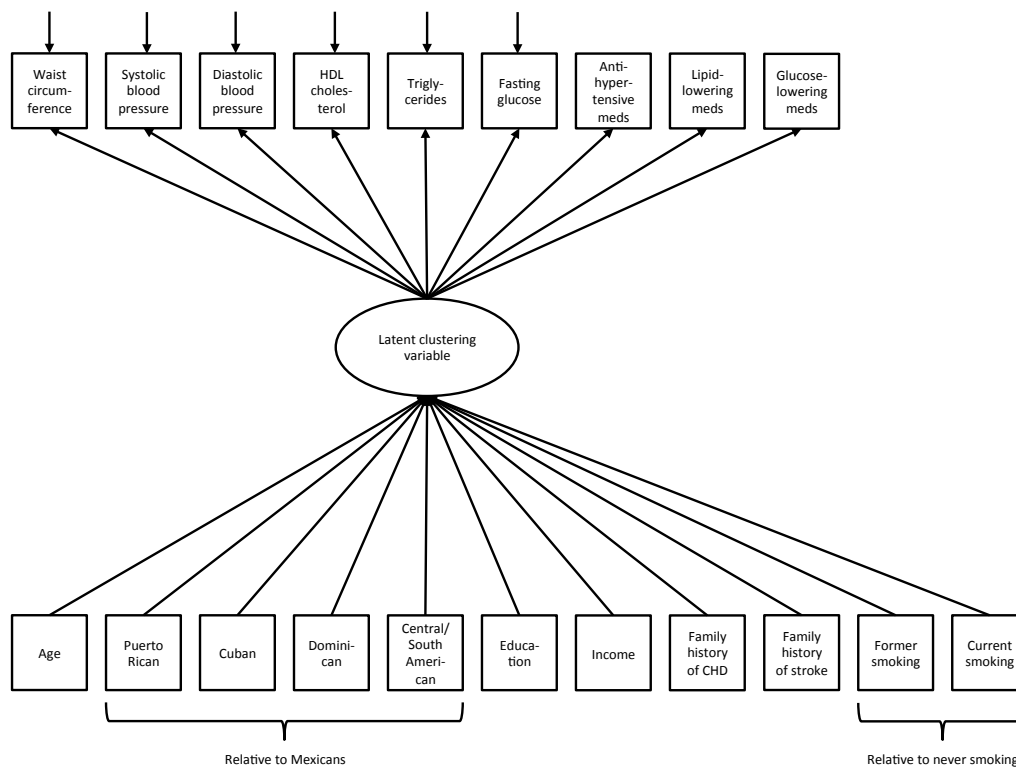 Waist
circum-
ference
Systolic
blood
pressure
Diastolic
blood
pressure
HDL
choles-
terol
Trigly-
cerides
Fasting
glucose
Anti-
hyper-
tensive
meds
Lipid-
lowering
meds
Glucose-
lowering
meds
Latent clustering
variable
Age
Puerto
Rican
Cuban
Domini-
can
Central/
South
Ameri-
can
Educa-
tion
Income
Family
history
of CHD
Family
history
of stroke
Former
smoking
Current
smoking
Relative to Mexicans
Relative to never smoking